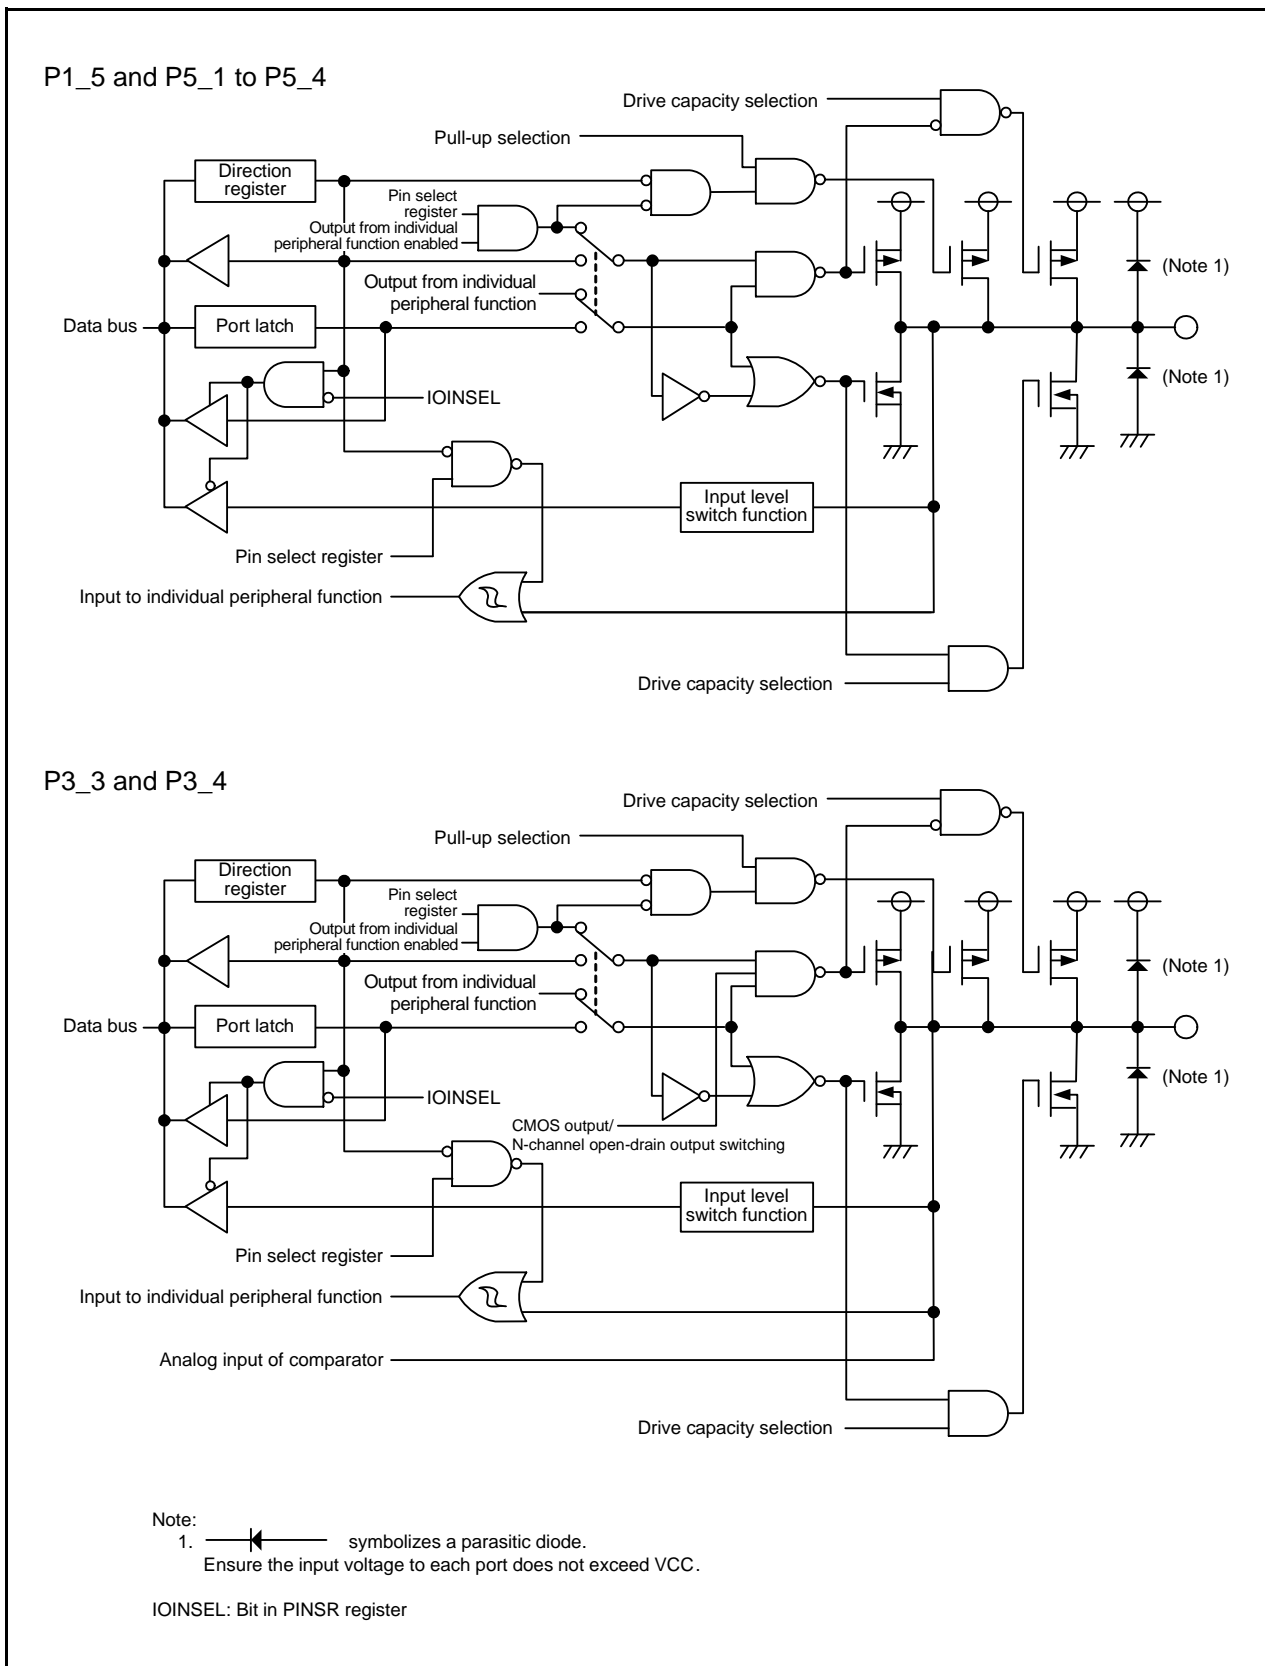 P1_5 and P5_1 to P5_4
Drive capacity selection
Pull-up selection
Direction
register
Pin select
register
Output from individual
peripheral function enabled
Output from individual
peripheral function
(Note 1)
Data bus
Port latch
(Note 1)
IOINSEL
Input level
switch function
Pin select register
Input to individual peripheral function
Drive capacity selection
P3_3 and P3_4
Drive capacity selection
Pull-up selection
Direction
register
Pin select
register
Output from individual
peripheral function enabled
Output from individual
peripheral function
(Note 1)
Data bus
Port latch
(Note 1)
IOINSEL
CMOS output/
N-channel open-drain output switching
Input level
switch function
Pin select register
Input to individual peripheral function
Analog input of comparator
Drive capacity selection
Note:
1. symbolizes a parasitic diode.
Ensure the input voltage to each port does not exceed VCC.
IOINSEL: Bit in PINSR register